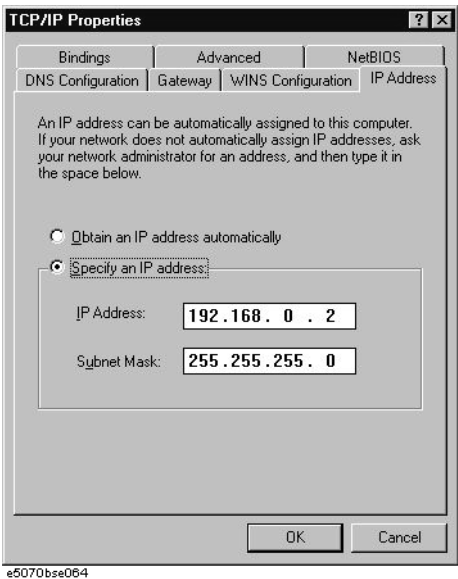 TCP/IP Properties
? X
Bindings Advanced NetBIOS
DNS Configuration Gateway WINS Configuration IP Address
An IP address can be automatically assigned to this computer.
If your network does not automatically assign IP addresses, ask
your network administrator for an address, and then type it in
the space below.
Obtain an IP address automatically
Specify an IP address:
IP Address: 192.168. 0 . 2
Subnet Mask: 255.255.255. 0
OK Cancel
e5070bse064